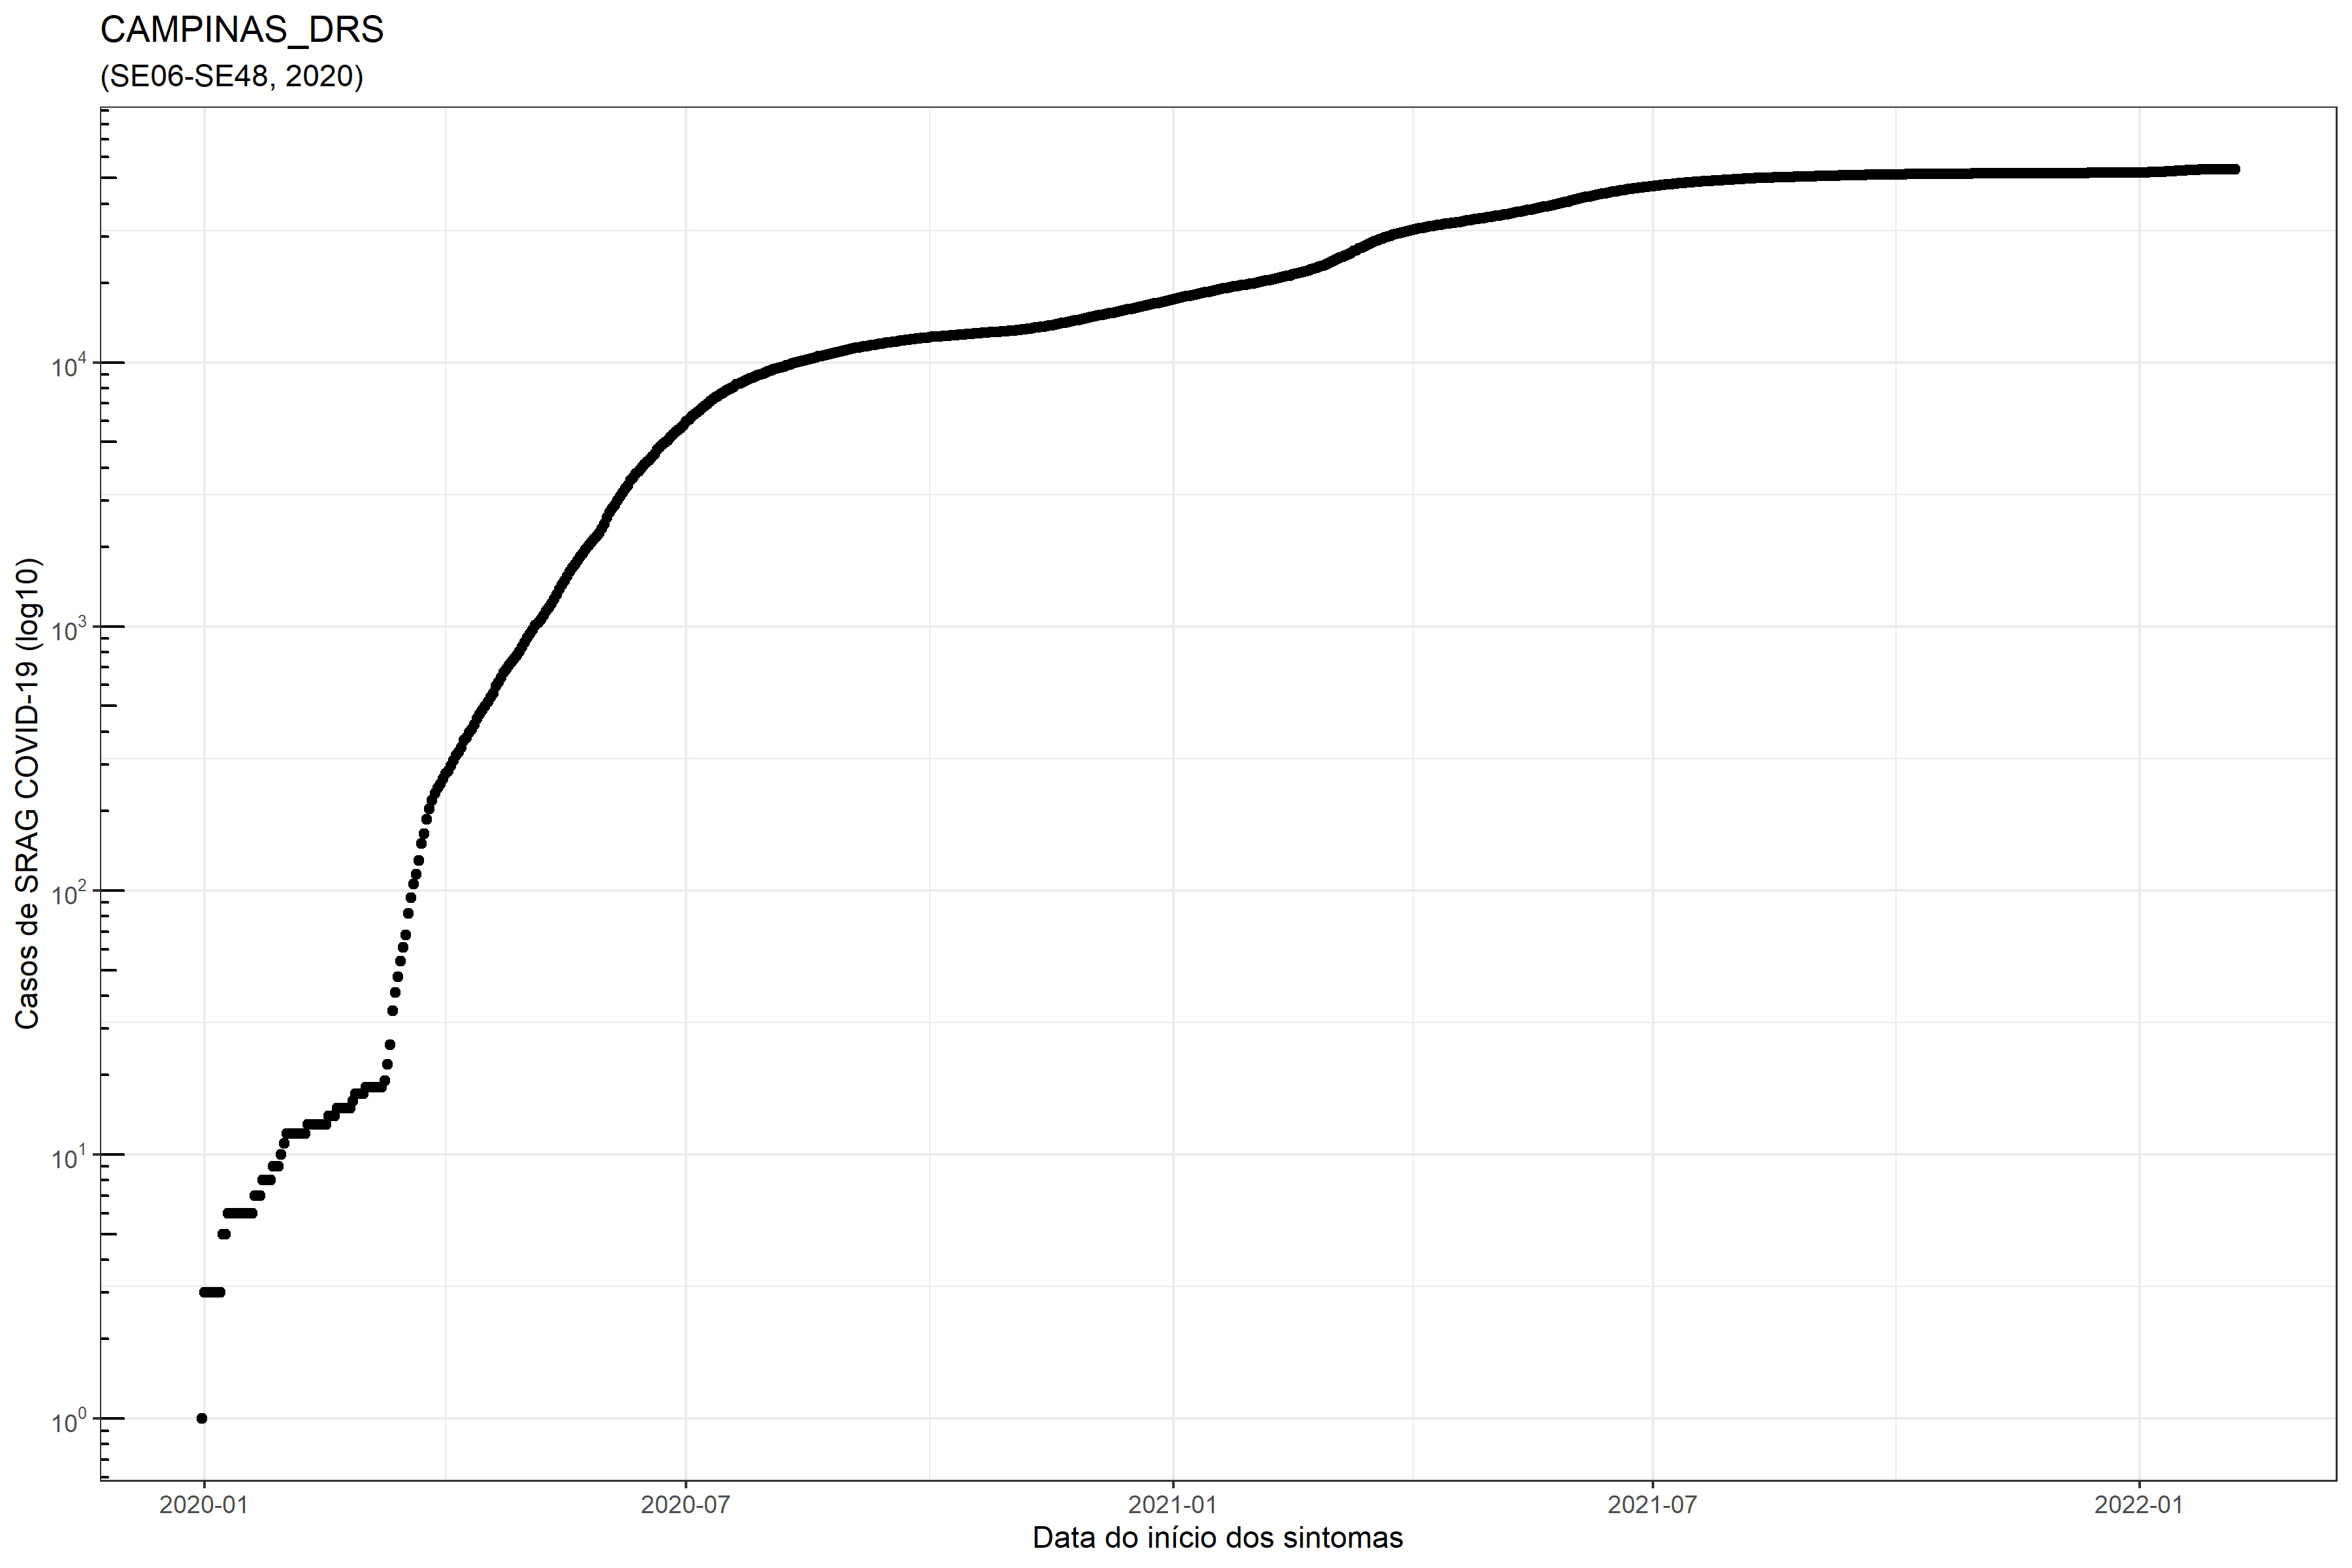 CAMPINAS_DRS
(SE06-SE48, 2020)
Casos de SRAG COVID-19 (log10)
10⁴
10³
10²
10¹
10⁰
2020-01 2020-07 2021-01 2021-07 2022-01
Data do início dos sintomas